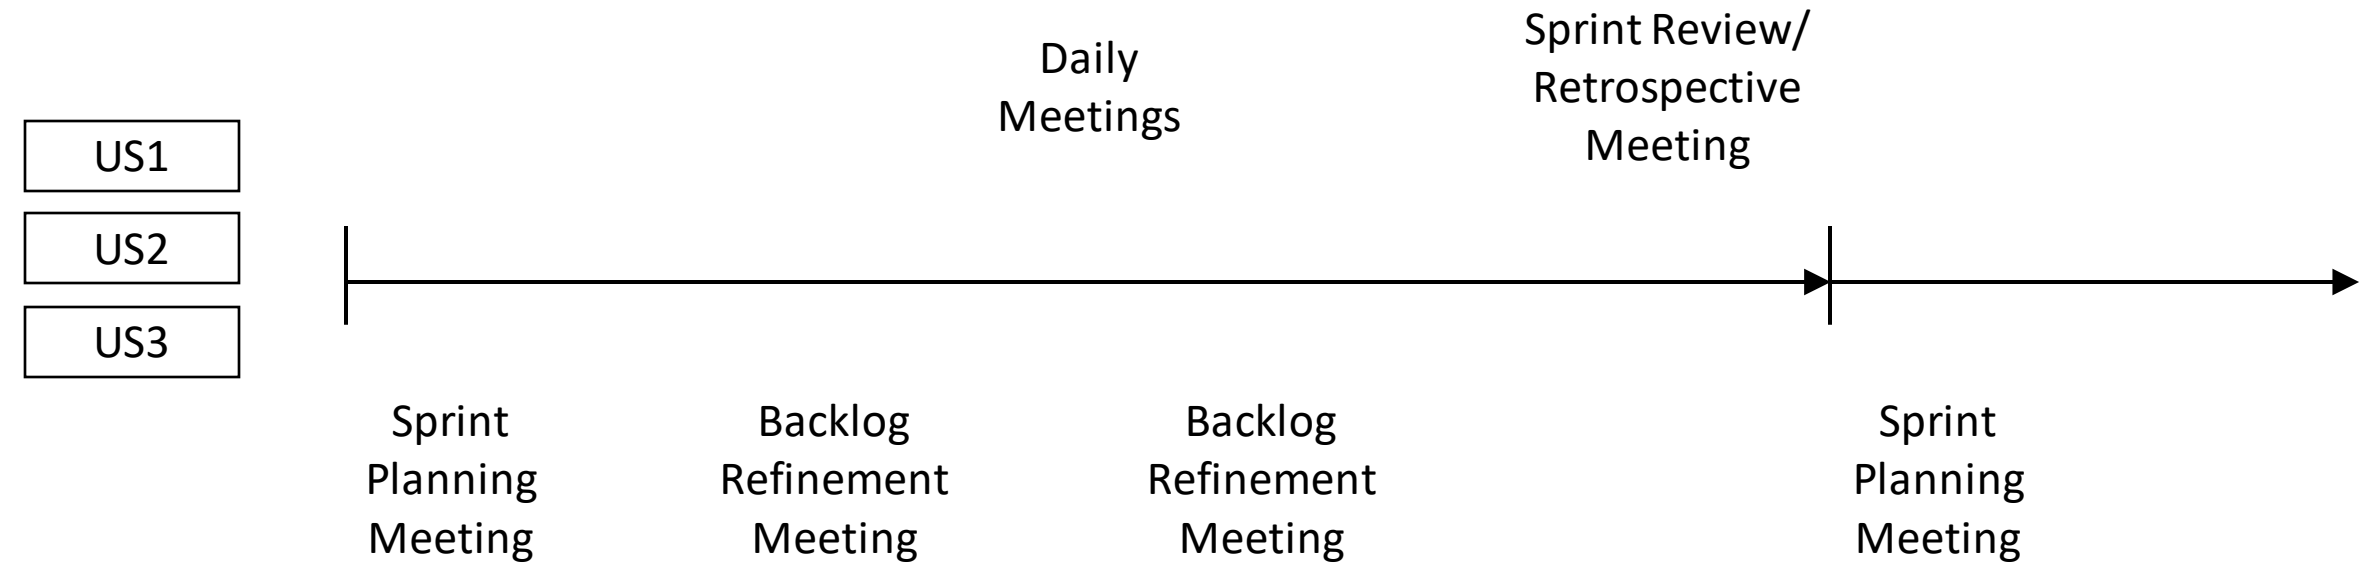 Daily
Meetings
Sprint Review/
Retrospective
Meeting
US1
US2
US3
Sprint
Planning
Meeting
Backlog
Refinement
Meeting
Backlog
Refinement
Meeting
Sprint
Planning
Meeting